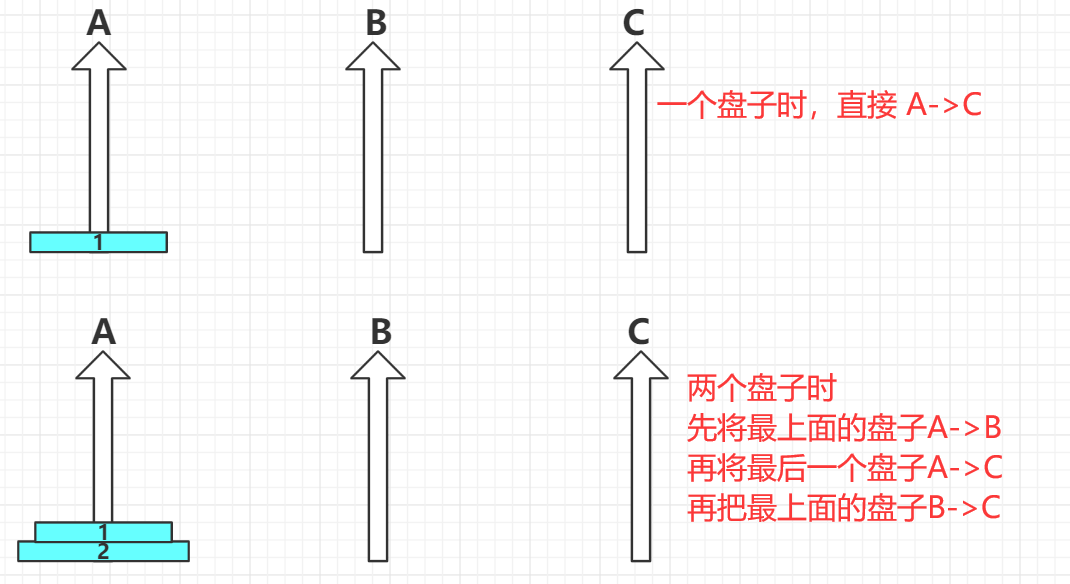 A B C
一个盘子时，直接 A->C
1
A B C
两个盘子时
先将最上面的盘子A->B
再将最后一个盘子A->C
再把最上面的盘子B->C
1
2